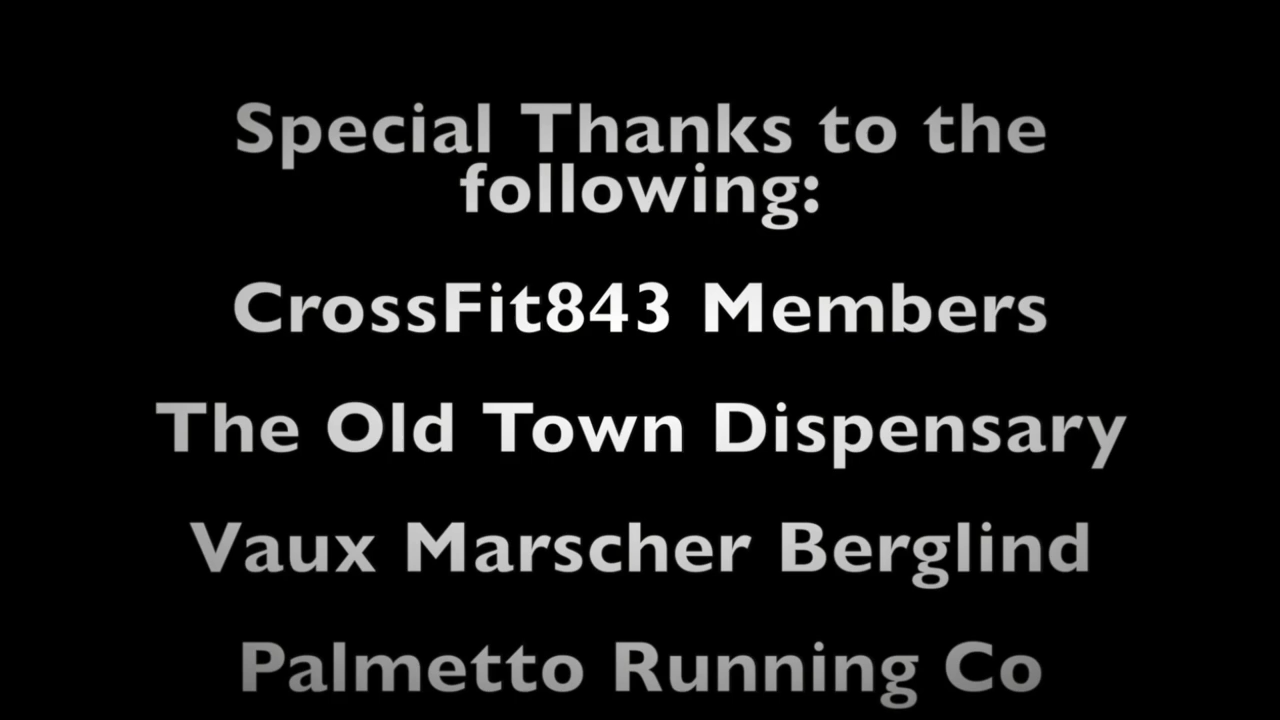 Special Thanks to the
following:
CrossFit843 Members
The Old Town Dispensary
Vaux Marscher Berglind
Palmetto Running Co